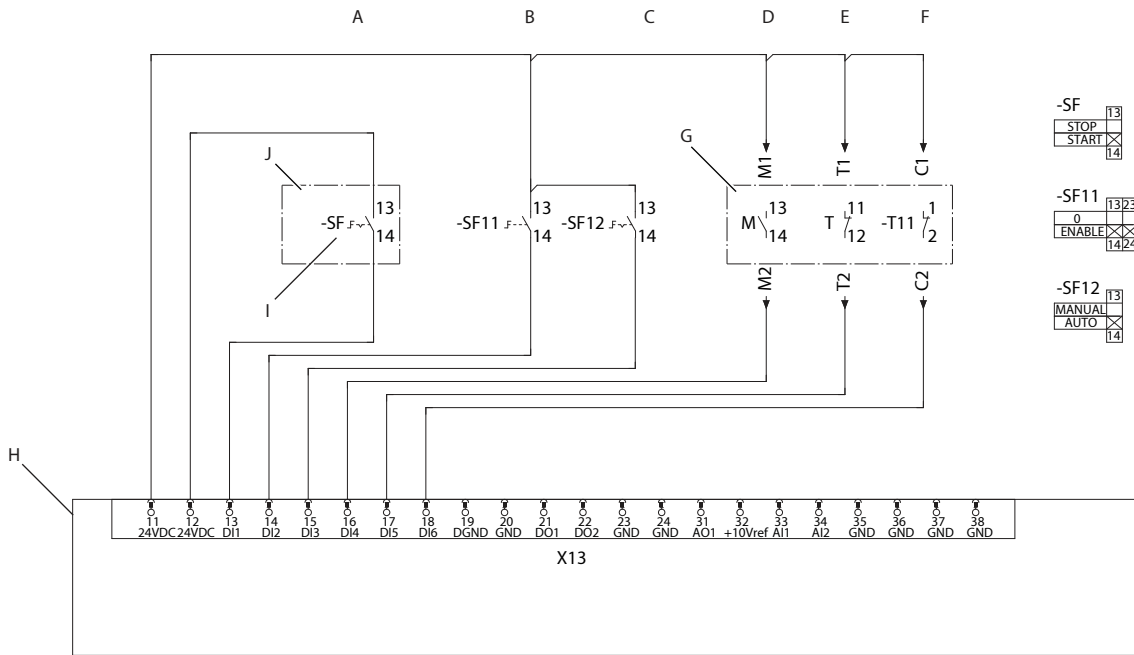 A B C D E F
-SF 13
STOP
START
14
G
J
M1 T1 C1
-SF11 13 23
0
ENABLE
14 24
13 13 13 13 11 1
-SF -SF11 -SF12 M T -T11
14 14 14 14 12 2
M2 T2 C2
I
-SF12 13
MANUAL
AUTO
14
H
11 12 13 14 15 16 17 18 19 20 21 22 23 24 31 32 33 34 35 36 37 38
24VDC 24VDC DI1 DI2 DI3 DI4 DI5 DI6 DGND GND DO1 DO2 GND GND AO1 +10Vref AI1 AI2 GND GND GND GND
X13